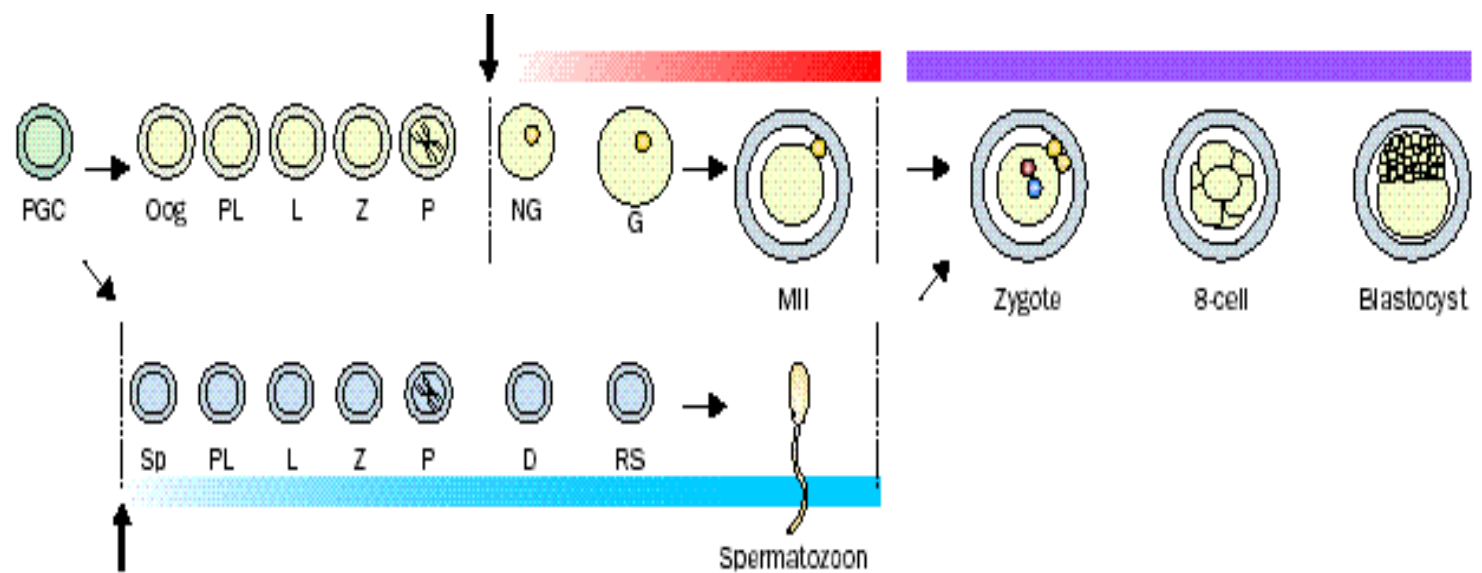 PGC Oog PL L Z P NG G
MII Zygote 8-cell Blastocyst
Sp PL L Z P D RS
Spermatozoon